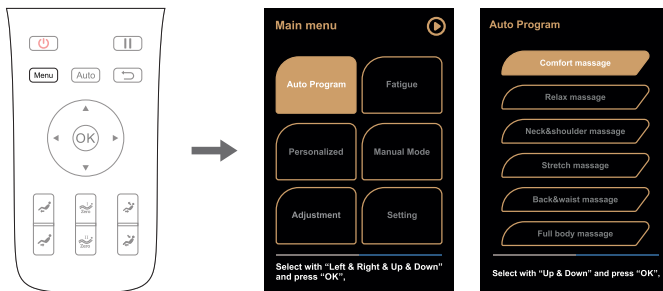 Menu
Auto
OK
Zero
Zero
Main menu
Auto Program
Fatigue
Personalized
Manual Mode
Adjustment
Setting
Select with “Left & Right & Up & Down”
and press “OK”,
Auto Program
Comfort massage
Relax massage
Neck&shoulder massage
Stretch massage
Back&waist massage
Full body massage
Select with “Up & Down” and press “OK”,